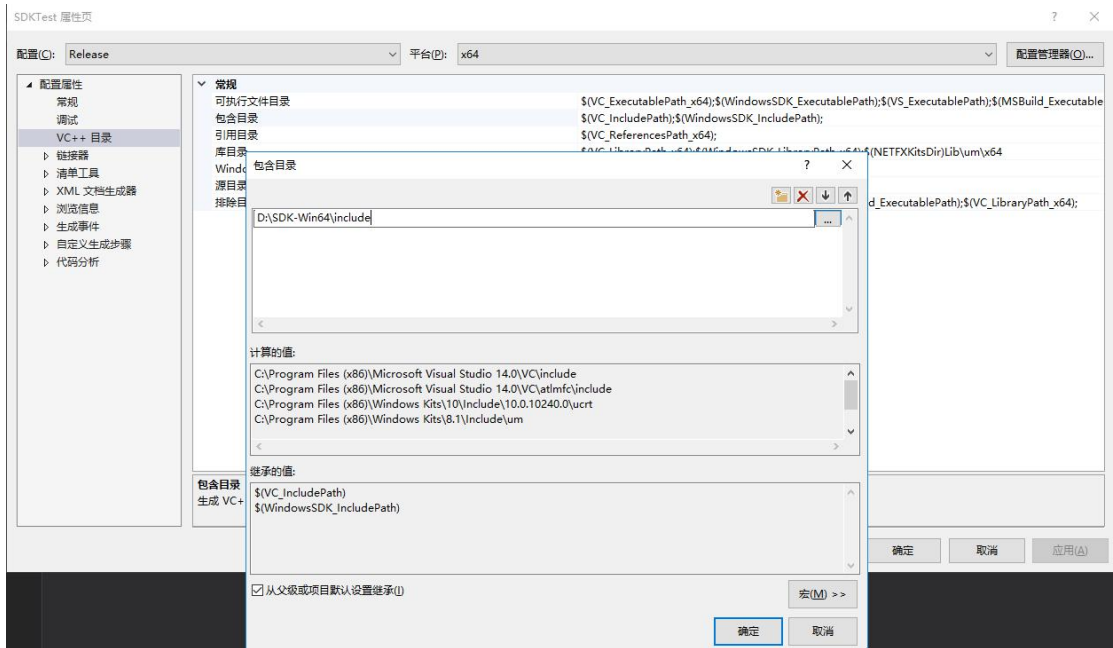 SDKTest 属性页
? ×
配置(C): Release 平台(P): x64 配置管理器(O)...
配置属性
常规
调试
VC++ 目录
链接器
清单工具
XML 文档生成器
浏览信息
生成事件
自定义生成步骤
代码分析
常规
可执行文件目录 $(VC_ExecutablePath_x64);$(WindowsSDK_ExecutablePath);$(VS_ExecutablePath);$(MSBuild_Executable
包含目录 $(VC_IncludePath);$(WindowsSDK_IncludePath);
引用目录 $(VC_ReferencesPath_x64);
库目录 $(VC_LibraryPath_x64);$(WindowsSDK_LibraryPath_x64);$(NETFXKitsDir)Lib\um\x64
Windo
源目录
排除目 d_ExecutablePath);$(VC_LibraryPath_x64);
包含目录
? ×
D:\SDK-Win64\include
...
计算的值:
C:\Program Files (x86)\Microsoft Visual Studio 14.0\VC\include
C:\Program Files (x86)\Microsoft Visual Studio 14.0\VC\atlmfc\include
C:\Program Files (x86)\Windows Kits\10\Include\10.0.10240.0\ucrt
C:\Program Files (x86)\Windows Kits\8.1\Include\um
继承的值:
$(VC_IncludePath)
$(WindowsSDK_IncludePath)
从父级或项目默认设置继承(I)
宏(M) >>
确定 取消
包含目录
生成 VC+
确定 取消 应用(A)